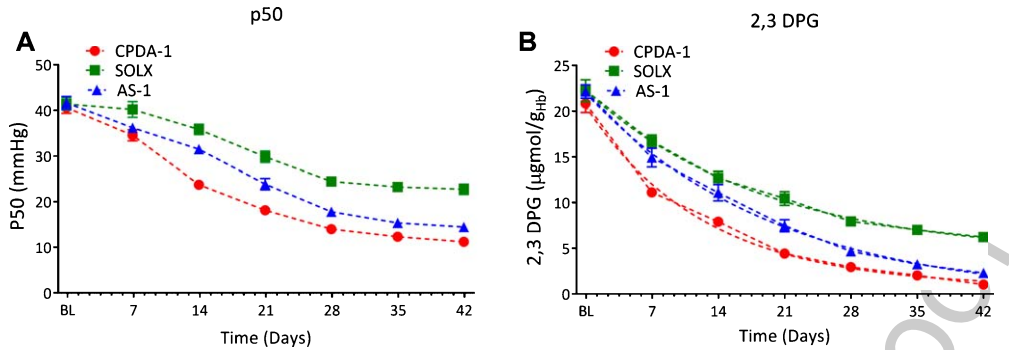 p50
A
CPDA-1
SOLX
AS-1
P50 (mmHg)
50
40
30
20
10
0
BL 7 14 21 28 35 42
Time (Days)
2,3 DPG
B
CPDA-1
SOLX
AS-1
2,3 DPG (µgmol/gHb)
25
20
15
10
5
0
BL 7 14 21 28 35 42
Time (Days)